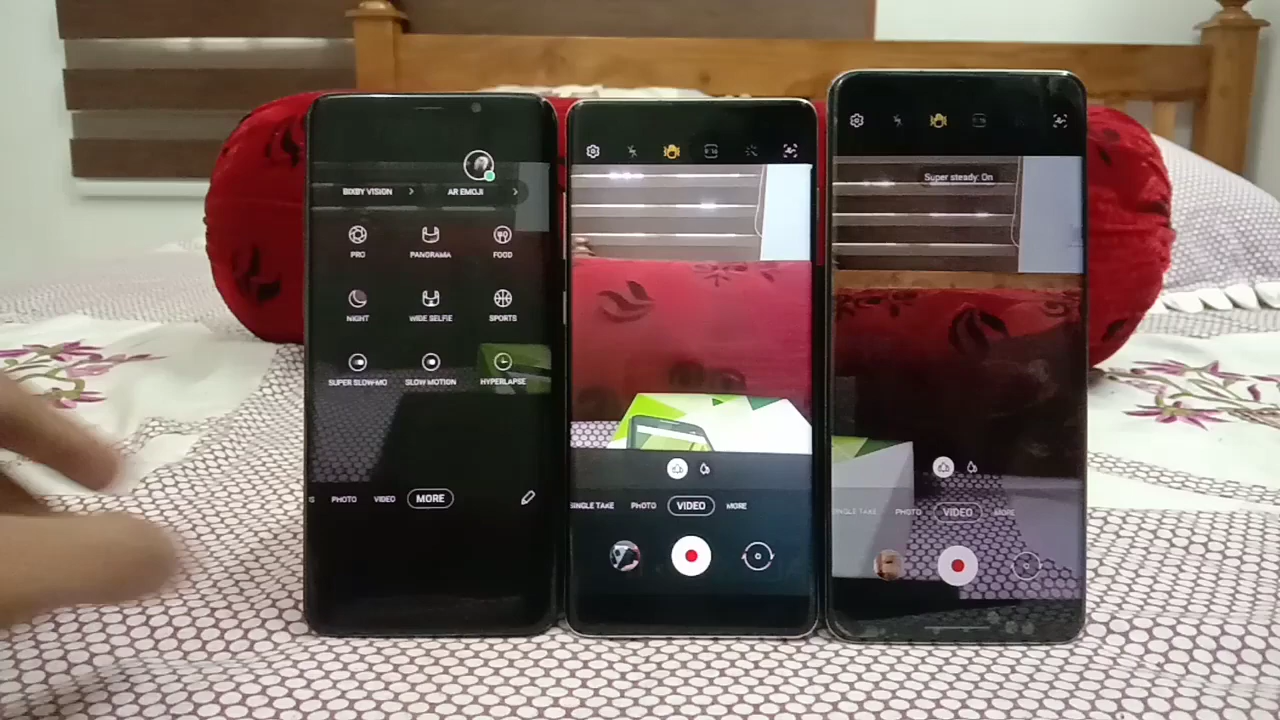 BIXBY VISION
AR EMOJI
PRO
PANORAMA
FOOD
NIGHT
WIDE SELFIE
SPORTS
SUPER SLOW-MO
SLOW MOTION
HYPERLAPSE
PHOTO
VIDEO
MORE
SINGLE TAKE
PHOTO
VIDEO
MORE
Super steady: On
SINGLE TAKE
PHOTO
VIDEO
MORE